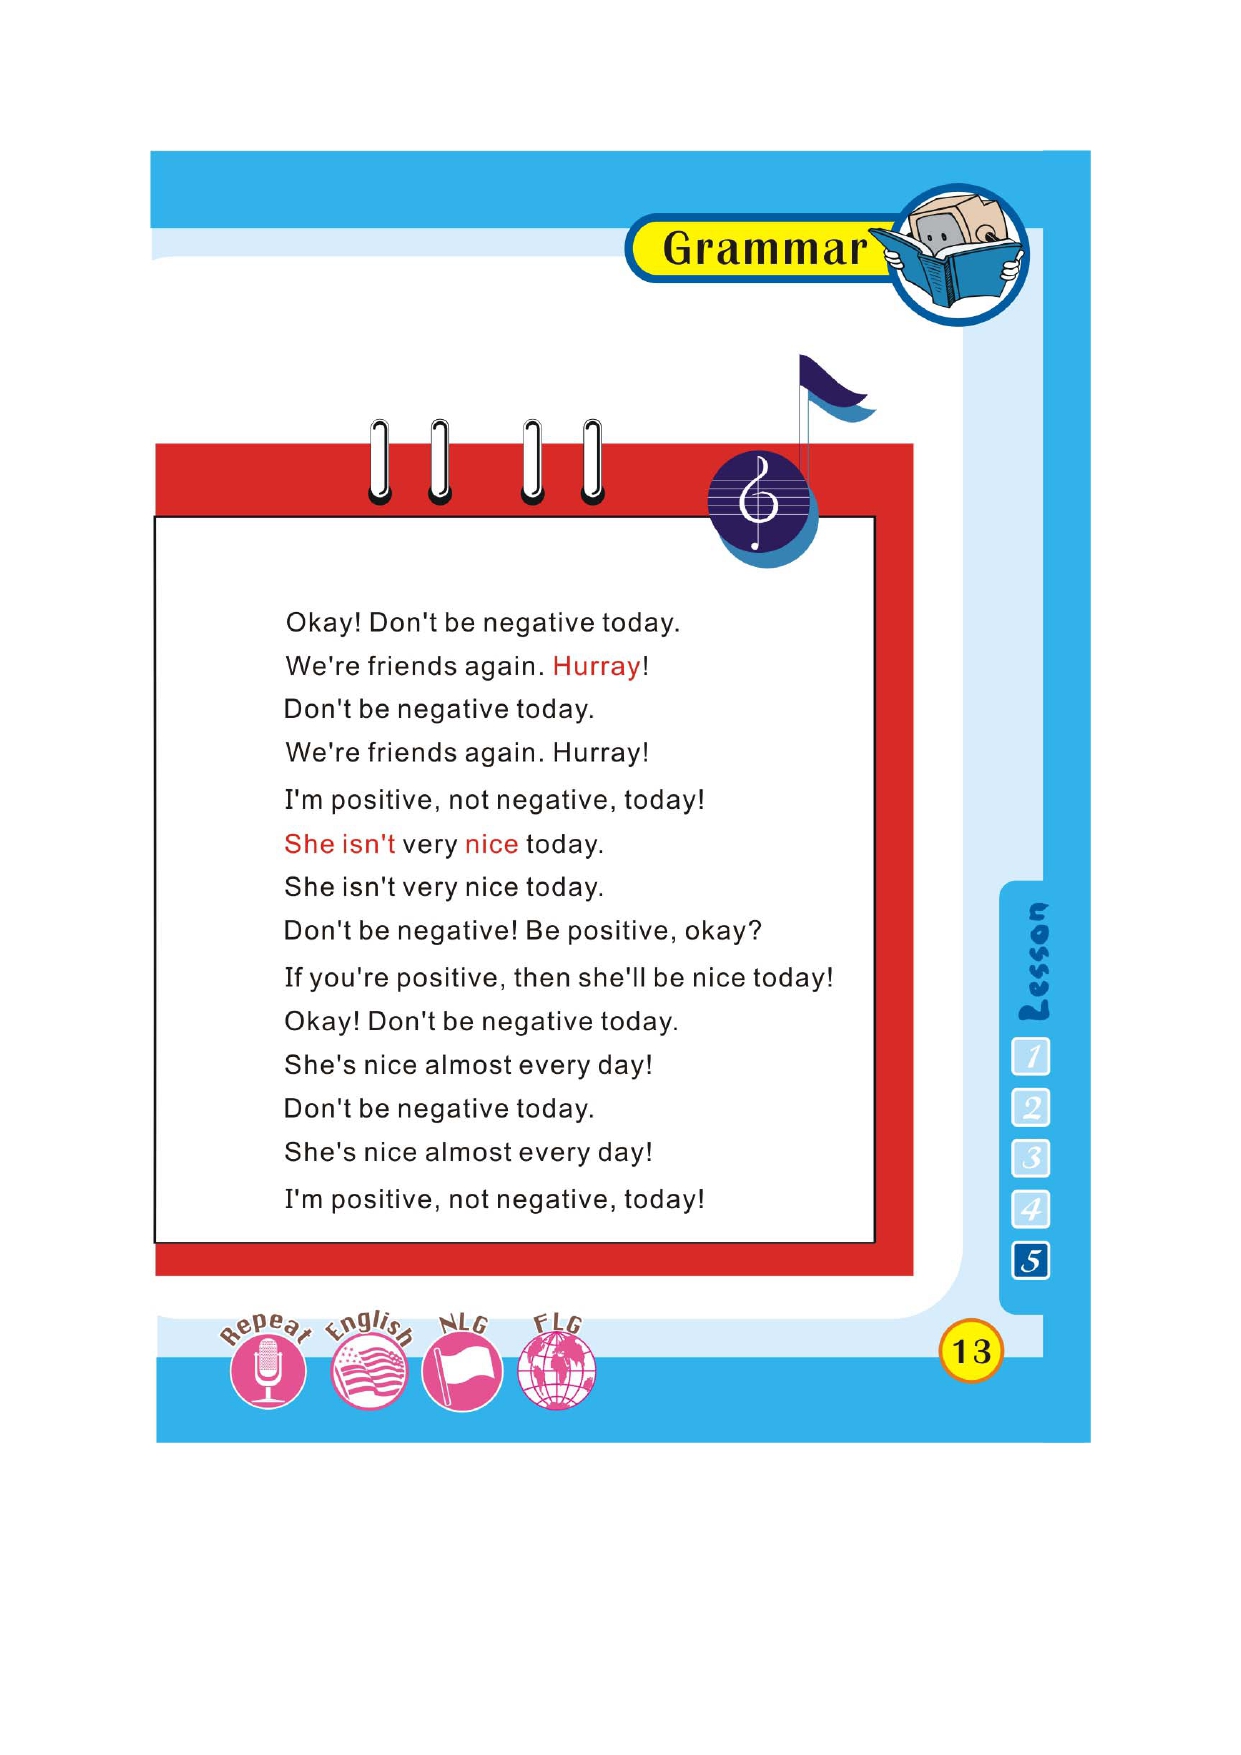 Grammar
Okay! Don't be negative today.
We're friends again. Hurray!
Don't be negative today.
We're friends again. Hurray!
I'm positive, not negative, today!
She isn't very nice today.
She isn't very nice today.
Don't be negative! Be positive, okay?
If you're positive, then she'll be nice today!
Okay! Don't be negative today.
She's nice almost every day!
Don't be negative today.
She's nice almost every day!
I'm positive, not negative, today!
Lesson
1
2
3
4
5
Repeat English NLG FLG
13